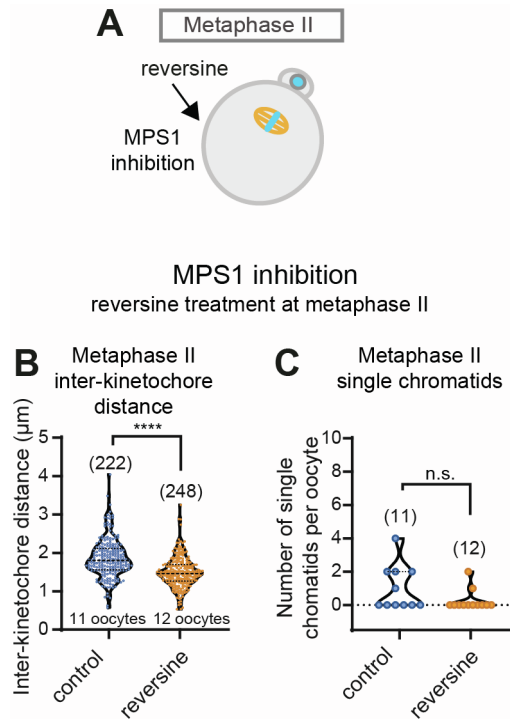 A
Metaphase II
reversine
MPS1
inhibition
MPS1 inhibition
reversine treatment at metaphase II
B
Metaphase II
inter-kinetochore
distance
Inter-kinetochore distance (µm)
5
4
3
2
1
0
****
(222)
(248)
11 oocytes
12 oocytes
control
reversine
C
Metaphase II
single chromatids
Number of single
chomatids per oocyte
10
8
6
4
2
0
n.s.
(11)
(12)
control
reversine